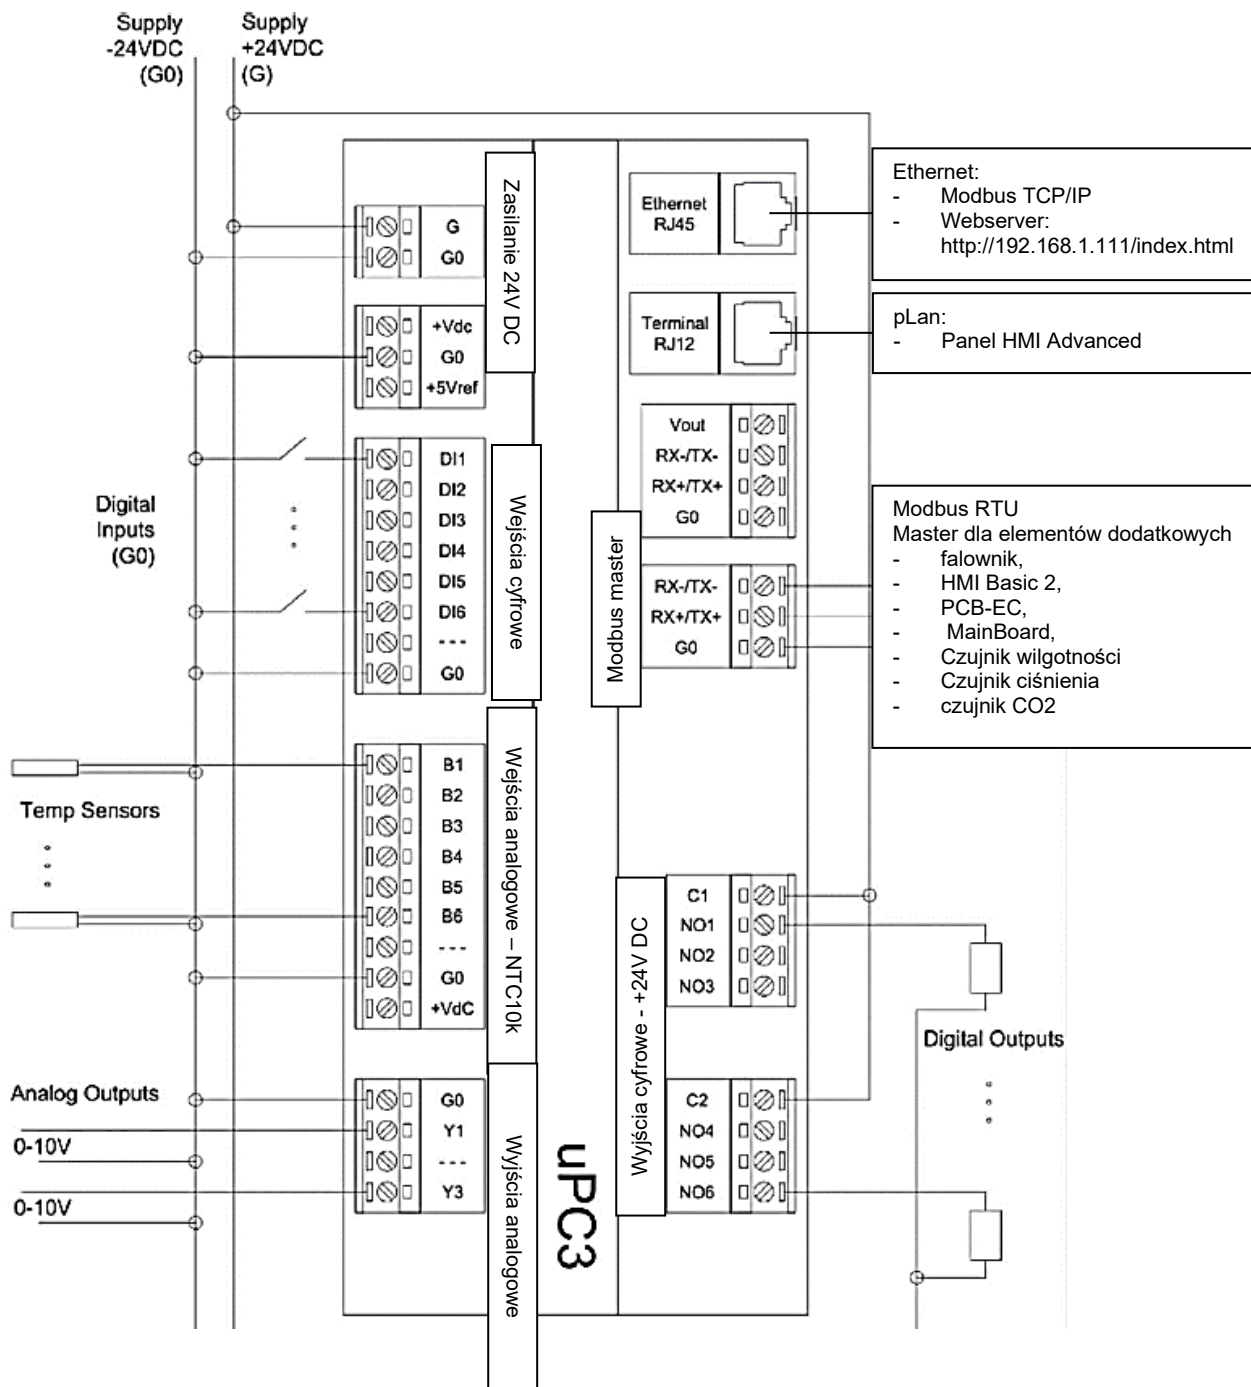 Supply
-24VDC
(G0)
Supply
+24VDC
(G)
Zasilanie 24V DC
G
G0
+Vdc
G0
+5Vref
Digital
Inputs
(G0)
Wejścia cyfrowe
DI1
DI2
DI3
DI4
DI5
DI6
---
G0
Temp Sensors
Wejścia analogowe – NTC10k
B1
B2
B3
B4
B5
B6
---
G0
+VdC
Analog Outputs
0-10V
0-10V
Wyjścia analogowe
G0
Y1
---
Y3
uPC3
Ethernet
RJ45
Ethernet:
- Modbus TCP/IP
- Webserver:
http://192.168.1.111/index.html
Terminal
RJ12
pLan:
- Panel HMI Advanced
Modbus master
Vout
RX-/TX-
RX+/TX+
G0
RX-/TX-
RX+/TX+
G0
Modbus RTU
Master dla elementów dodatkowych
- falownik,
- HMI Basic 2,
- PCB-EC,
- MainBoard,
- Czujnik wilgotności
- Czujnik ciśnienia
- czujnik CO2
Wyjścia cyfrowe - +24V DC
C1
NO1
NO2
NO3
Digital Outputs
C2
NO4
NO5
NO6